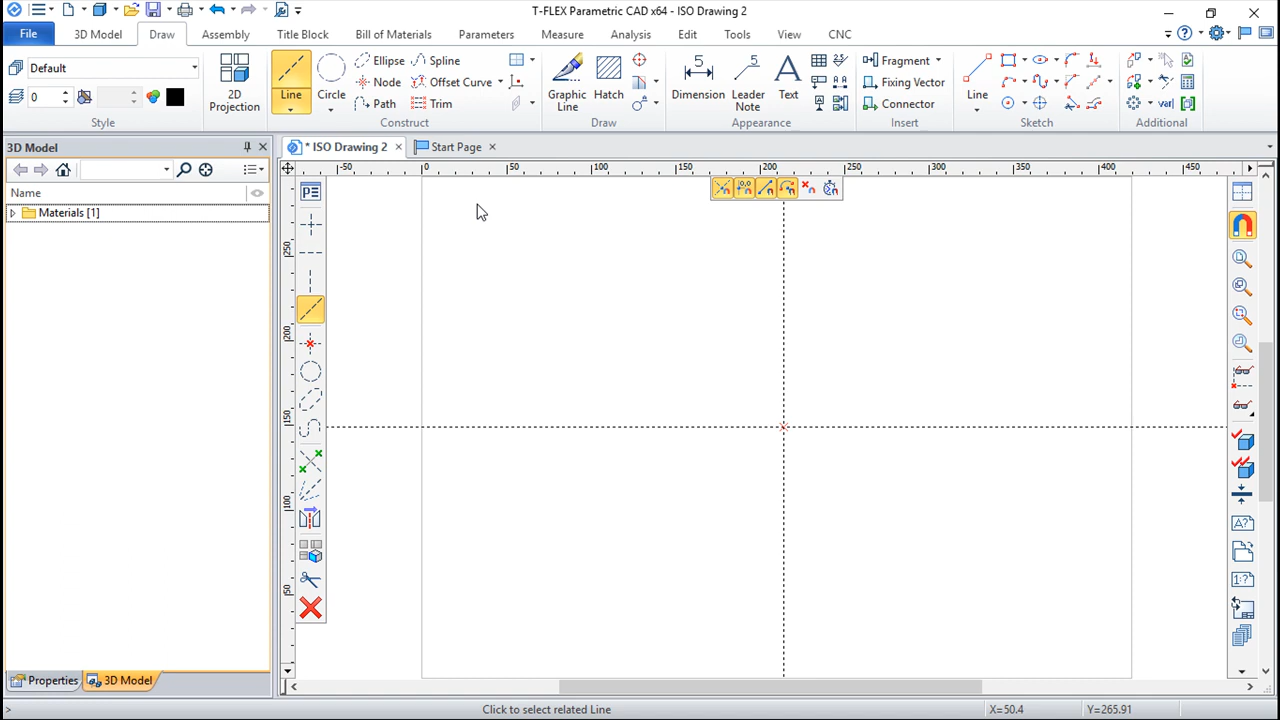 T-FLEX Parametric CAD x64 - ISO Drawing 2
File 3D Model Draw Assembly Title Block Bill of Materials Parameters Measure Analysis Edit Tools View CNC
Default
0
Style
2D Projection
Line Circle Ellipse Node Path Spline Offset Curve Trim
Construct
Graphic Line Hatch
Draw
Dimension Leader Note Text
Appearance
Fragment Fixing Vector Connector
Insert
Line
Sketch
var
Additional
3D Model
* ISO Drawing 2 Start Page
-50 0 50 100 150 200 250 300 350 400 450
Name
Materials [1]
250
200
150
100
50
Properties 3D Model
> Click to select related Line X=50.4 Y=265.91